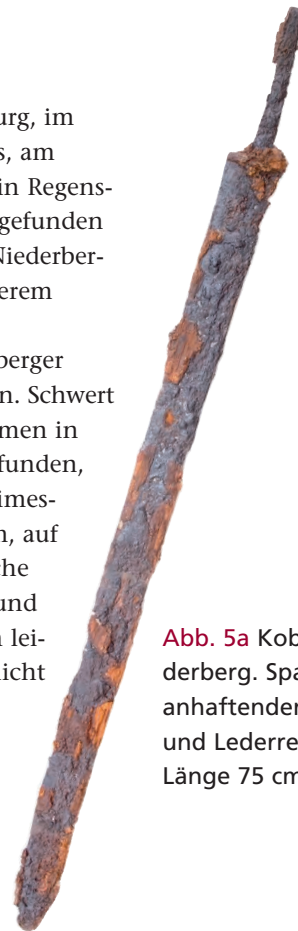 urg, im
s, am
in Regens-
gefunden
Niederber-
erem
berger
n. Schwert
men in
funden,
imes-
n, auf
che
und
n lei-
icht
Abb. 5a Kob
derberg. Spa
anhaftender
und Lederre
Länge 75 cm